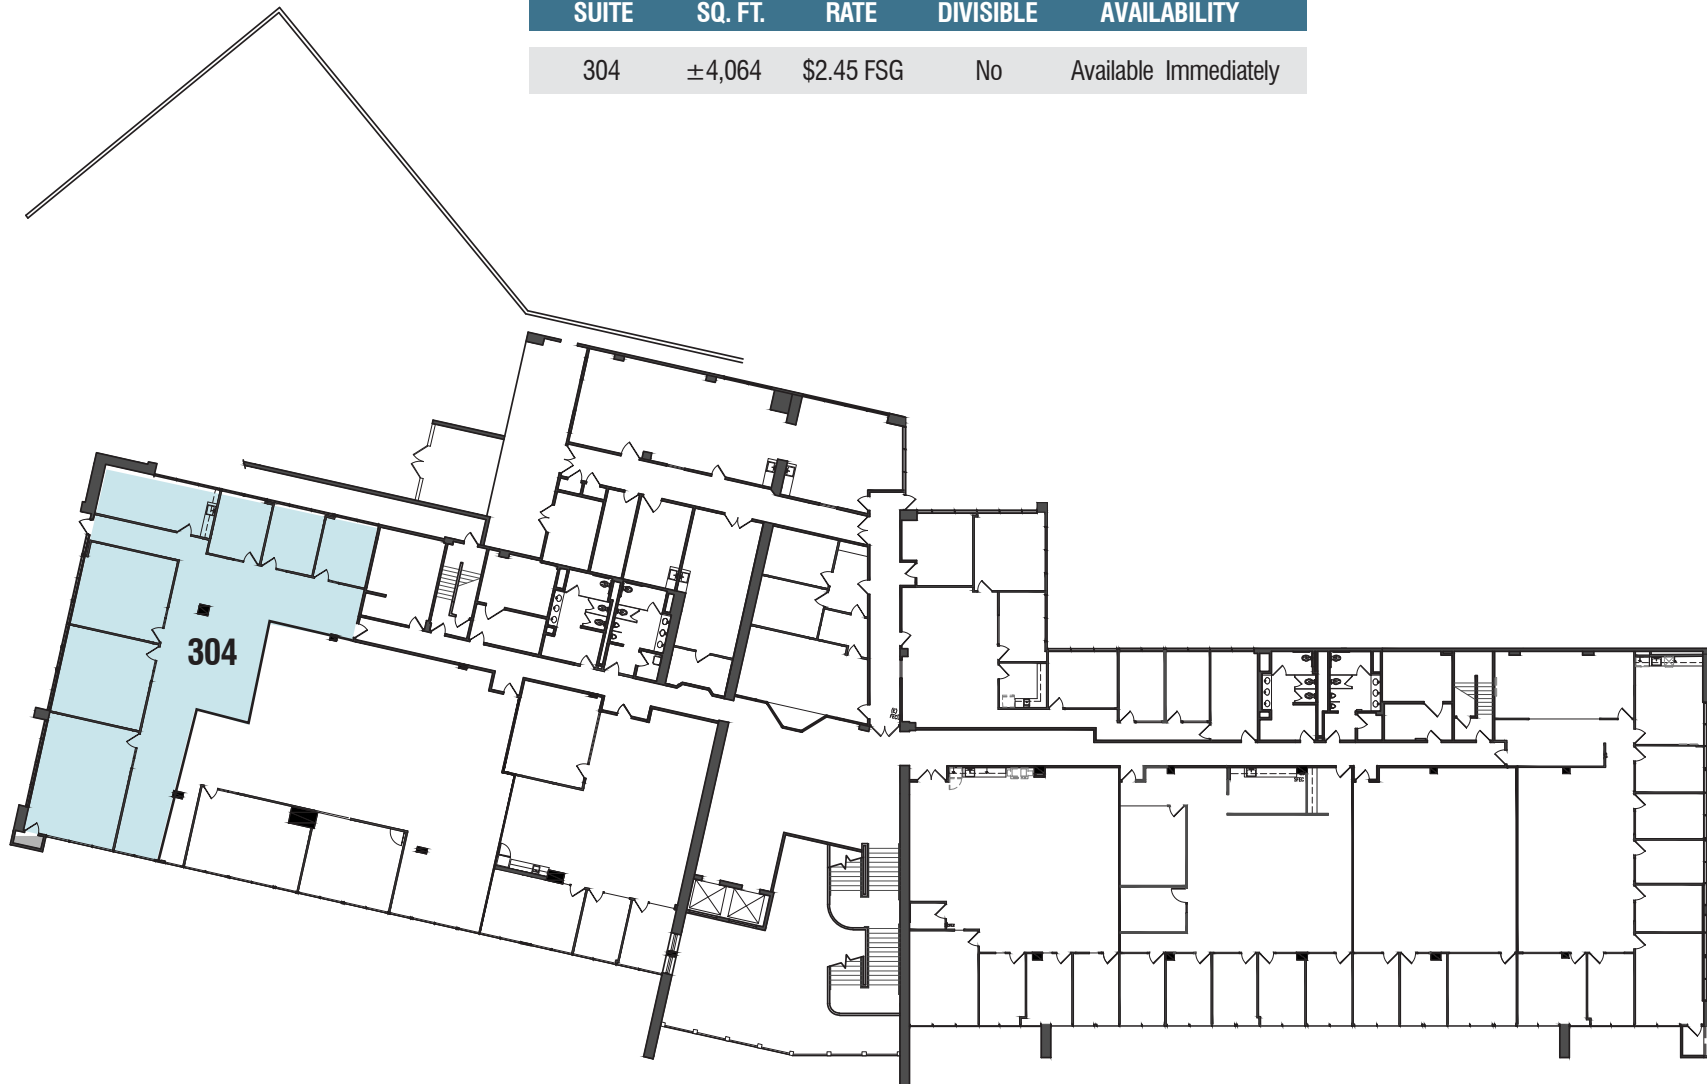 SUITE SQ. FT. RATE DIVISIBLE AVAILABILITY
304 ±4,064 $2.45 FSG No Available Immediately
304